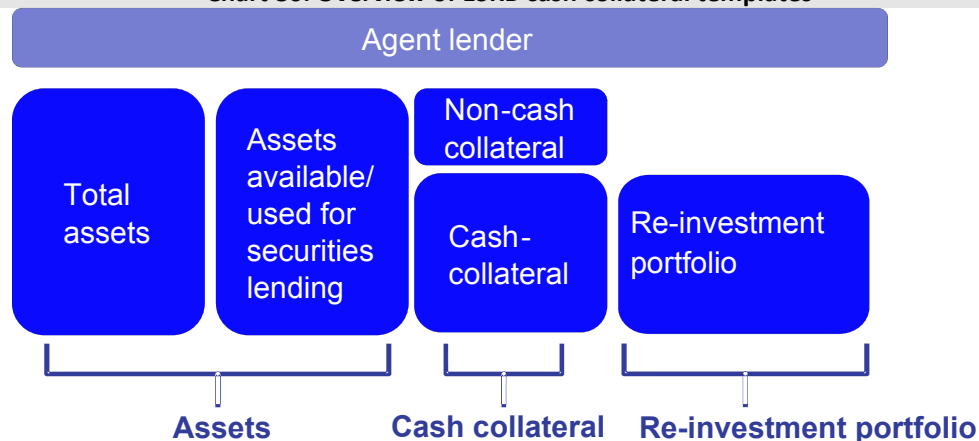 Agent lender
Total
assets
Assets
available/
used for
securities
lending
Non-cash
collateral
Cash-
collateral
Re-investment
portfolio
Assets
Cash collateral
Re-investment portfolio